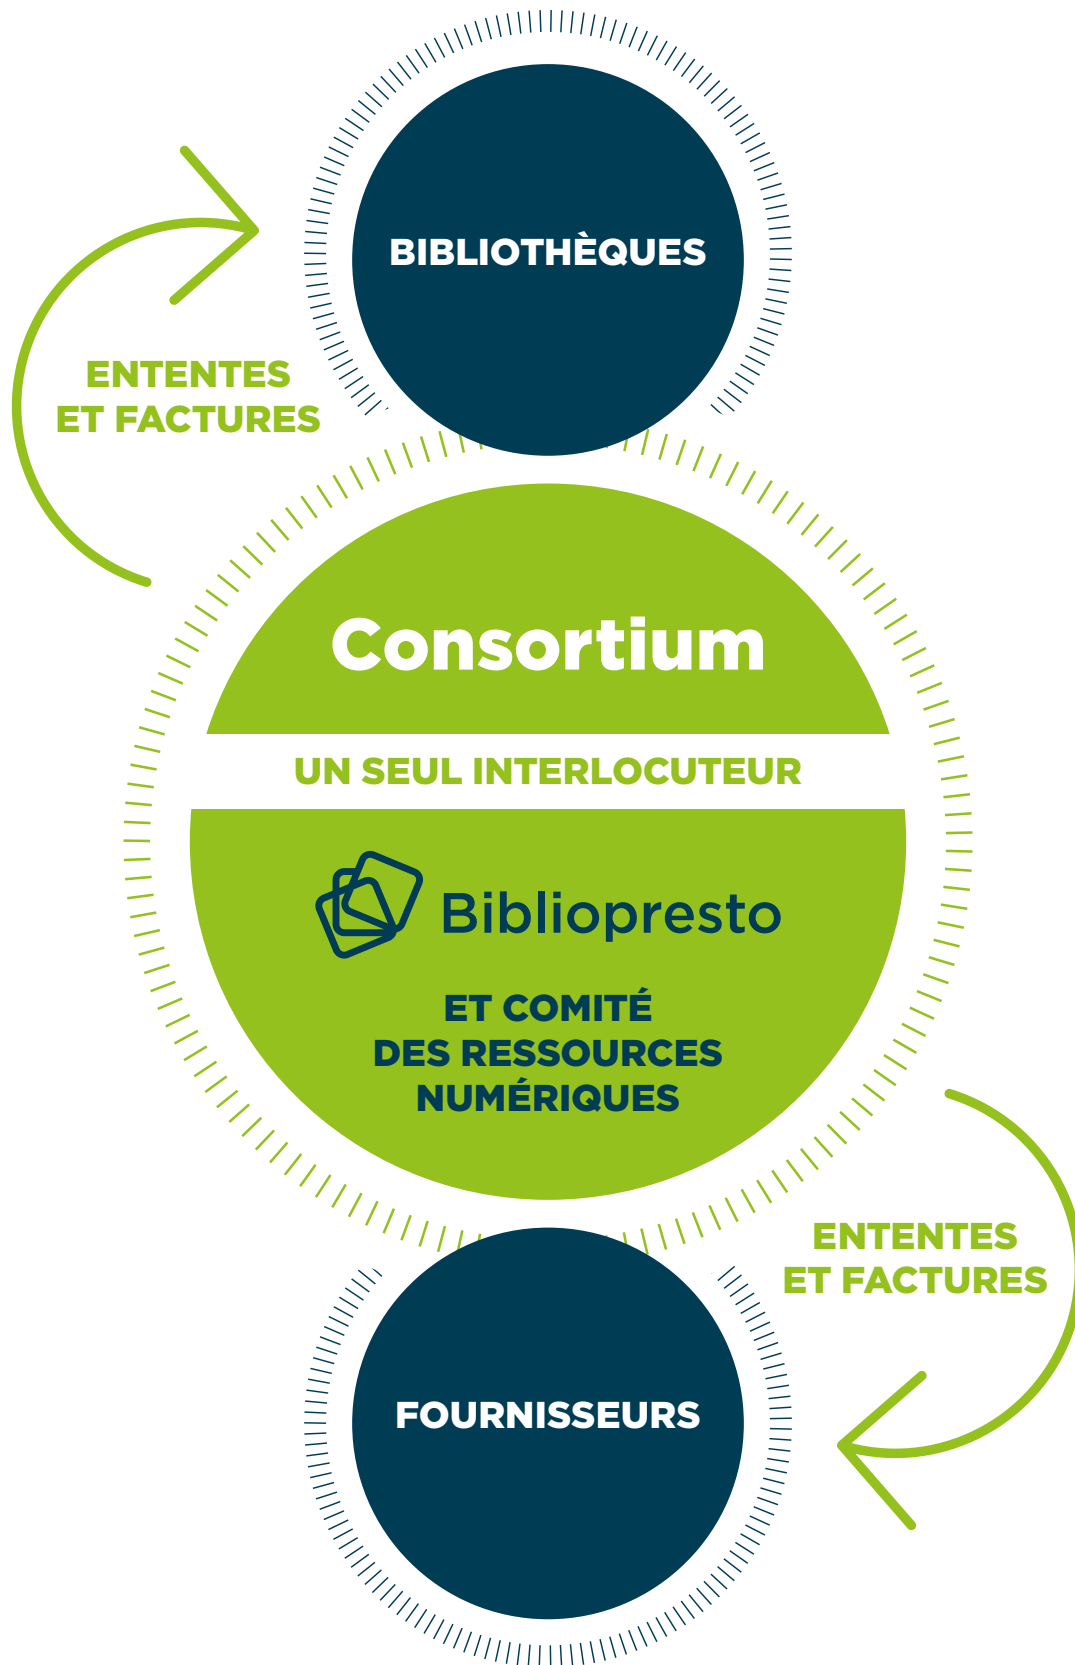 BIBLIOTHÈQUES
ENTENTES
ET FACTURES
Consortium
UN SEUL INTERLOCUTEUR
Bibliopresto
ET COMITÉ
DES RESSOURCES
NUMÉRIQUES
ENTENTES
ET FACTURES
FOURNISSEURS